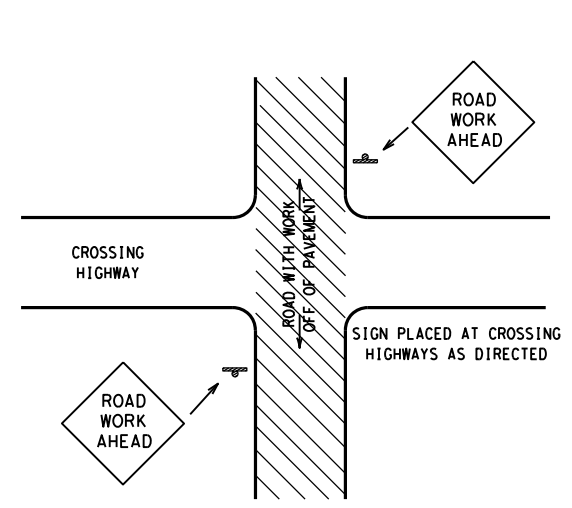 ROAD
WORK
AHEAD
CROSSING
HIGHWAY
ROAD WITH WORK
OFF OF PAVEMENT
SIGN PLACED AT CROSSING
HIGHWAYS AS DIRECTED
ROAD
WORK
AHEAD